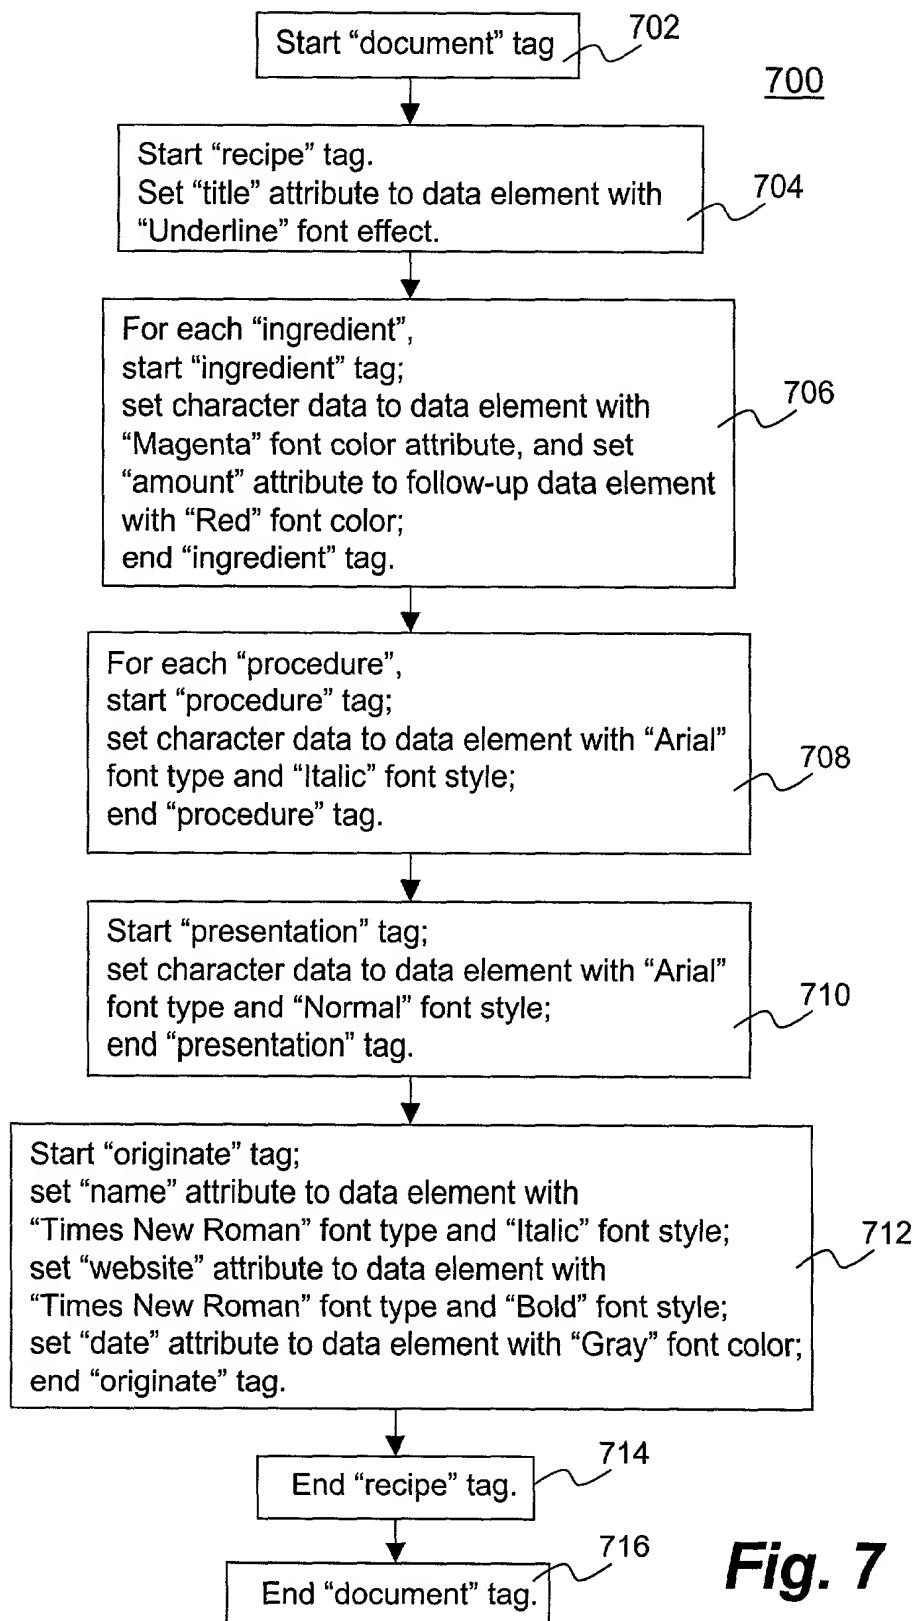 Start “document” tag
702
700
Start “recipe” tag.
Set “title” attribute to data element with
“Underline” font effect.
704
For each “ingredient”,
start “ingredient” tag;
set character data to data element with
“Magenta” font color attribute, and set
“amount” attribute to follow-up data element
with “Red” font color;
end “ingredient” tag.
706
For each “procedure”,
start “procedure” tag;
set character data to data element with “Arial”
font type and “Italic” font style;
end “procedure” tag.
708
Start “presentation” tag;
set character data to data element with “Arial”
font type and “Normal” font style;
end “presentation” tag.
710
Start “originate” tag;
set “name” attribute to data element with
“Times New Roman” font type and “Italic” font style;
set “website” attribute to data element with
“Times New Roman” font type and “Bold” font style;
set “date” attribute to data element with “Gray” font color;
end “originate” tag.
712
End “recipe” tag.
714
End “document” tag.
716
Fig. 7